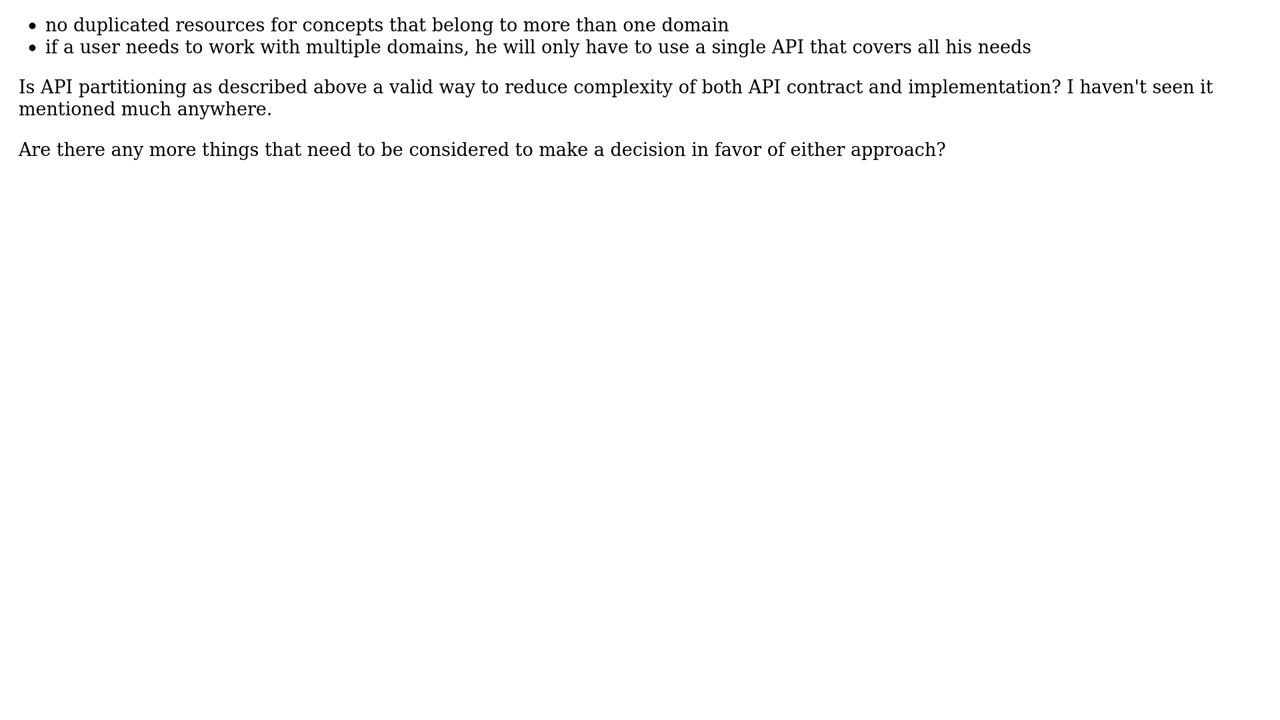 no duplicated resources for concepts that belong to more than one domain
if a user needs to work with multiple domains, he will only have to use a single API that covers all his needs
Is API partitioning as described above a valid way to reduce complexity of both API contract and implementation? I haven't seen it
mentioned much anywhere.
Are there any more things that need to be considered to make a decision in favor of either approach?